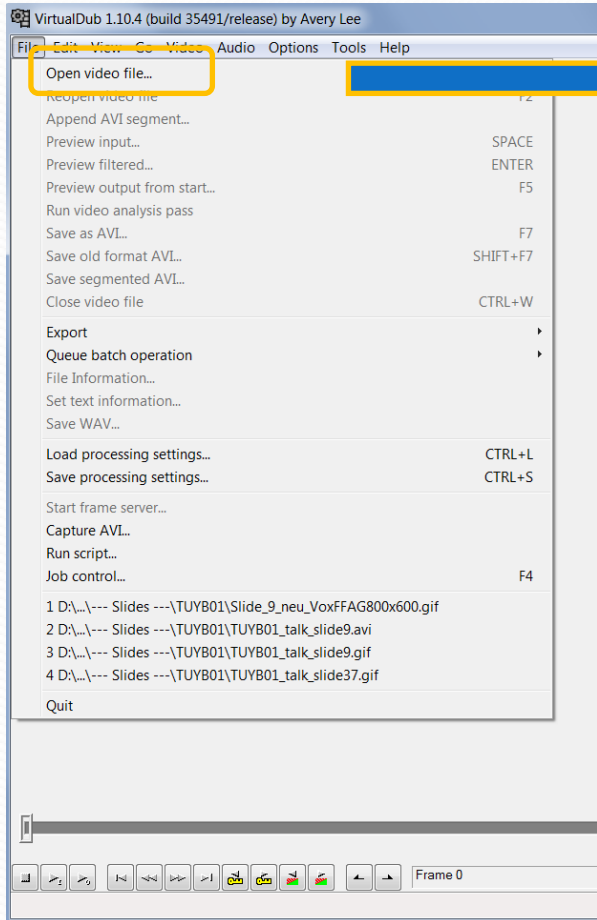 VirtualDub 1.10.4 (build 35491/release) by Avery Lee
File Edit View Go Video Audio Options Tools Help
Open video file...
Reopen video file F2
Append AVI segment...
Preview input... SPACE
Preview filtered... ENTER
Preview output from start... F5
Run video analysis pass
Save as AVI... F7
Save old format AVI... SHIFT+F7
Save segmented AVI...
Close video file CTRL+W
Export
Queue batch operation
File Information...
Set text information...
Save WAV...
Load processing settings... CTRL+L
Save processing settings... CTRL+S
Start frame server...
Capture AVI...
Run script...
Job control... F4
1 D:\...\--- Slides ---\TUYB01\Slide_9_neu_VoxFFAG800x600.gif
2 D:\...\--- Slides ---\TUYB01\TUYB01_talk_slide9.avi
3 D:\...\--- Slides ---\TUYB01\TUYB01_talk_slide9.gif
4 D:\...\--- Slides ---\TUYB01\TUYB01_talk_slide37.gif
Quit
Frame 0